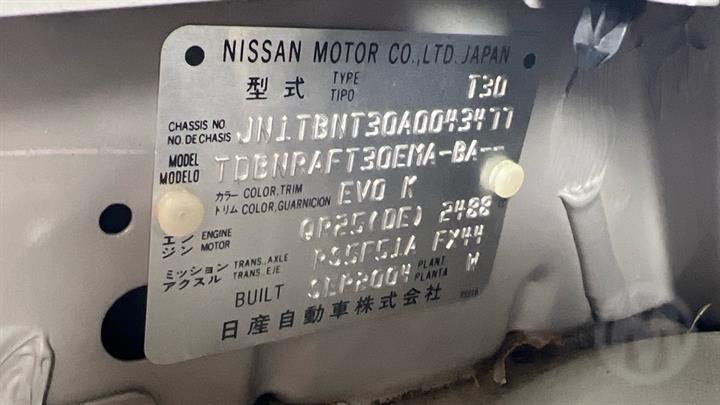 NISSAN MOTOR CO.,LTD. JAPAN
型式 TYPE TIPO T30
CHASSIS NO. NO. DE CHASIS JN1TBNT30A0043477
MODEL MODELO TDBNRAFT30EMA-BA--
カラー COLOR, TRIM トリム COLOR, GUARNICION EVO K
エンジン ENGINE MOTOR QR25(DE) 2488
ミッション TRANS., AXLE アクスル TRANS., EJE FX44
BUILT SEP2004 PLANT PLANTA W
日産自動車株式会社